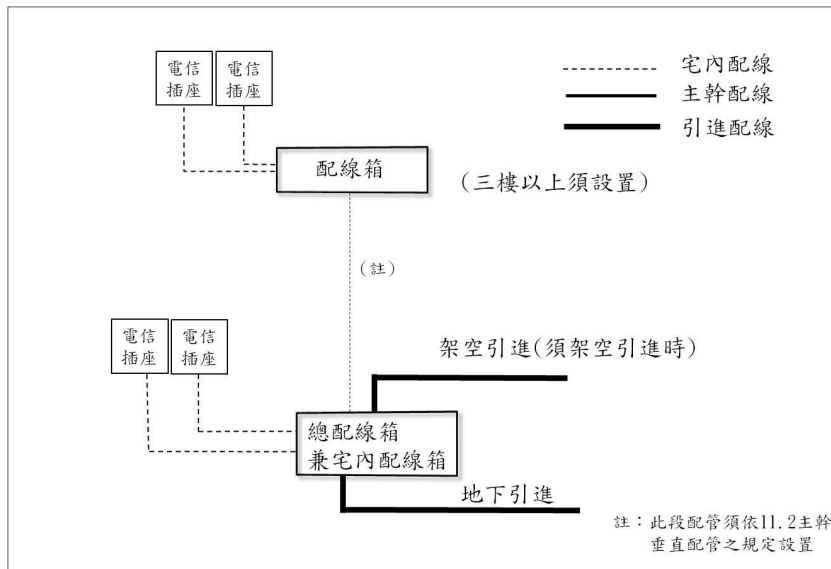 電信
插座
電信
插座
宅內配線
主幹配線
引進配線
配線箱
(三樓以上須設置)
(註)
電信
插座
電信
插座
架空引進(須架空引進時)
總配線箱
兼宅內配線箱
地下引進
註：此段配管須依11.2主幹
垂直配管之規定設置